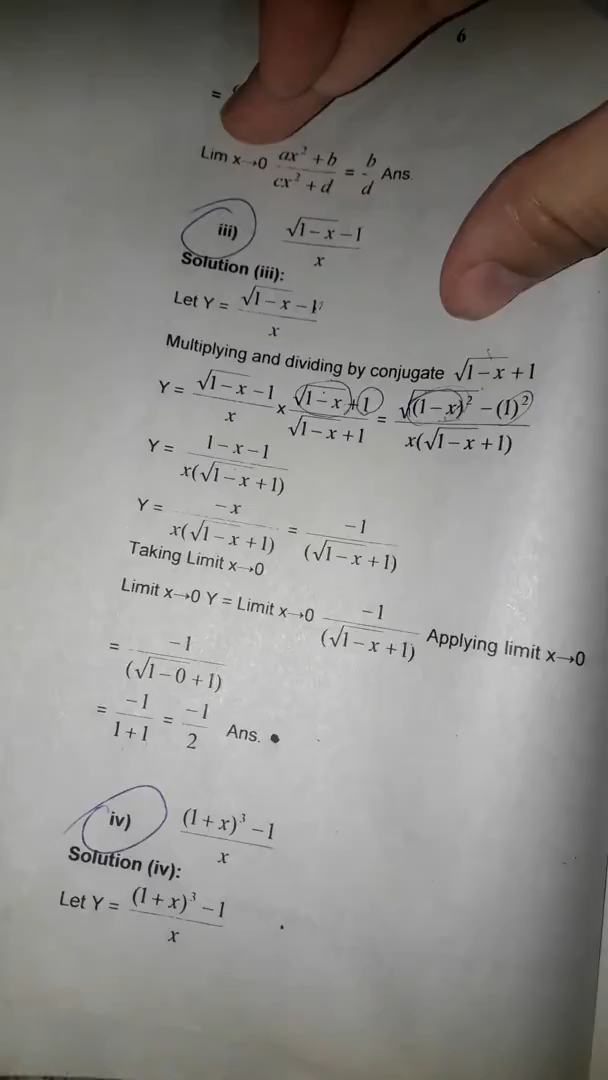 6
=
Lim x→0 (ax² + b)/(cx² + d) = b/d Ans.
iii) (√(1−x) − 1)/x
Solution (iii):
Let Y = (√(1−x) − 1)/x
Multiplying and dividing by conjugate √(1−x) + 1
Y = (√(1−x) − 1)/x × (√(1−x) + 1)/(√(1−x) + 1) = (√(1−x)² − (1)²)/(x(√(1−x) + 1))
Y = (1−x−1)/(x(√(1−x) + 1))
Y = −x/(x(√(1−x) + 1)) = −1/(√(1−x) + 1)
Taking Limit x→0
Limit x→0 Y = Limit x→0 −1/(√(1−x) + 1) Applying limit x→0
= −1/(√(1−0) + 1)
= −1/(1+1) = −1/2 Ans.
iv) ((1+x)³ − 1)/x
Solution (iv):
Let Y = ((1+x)³ − 1)/x